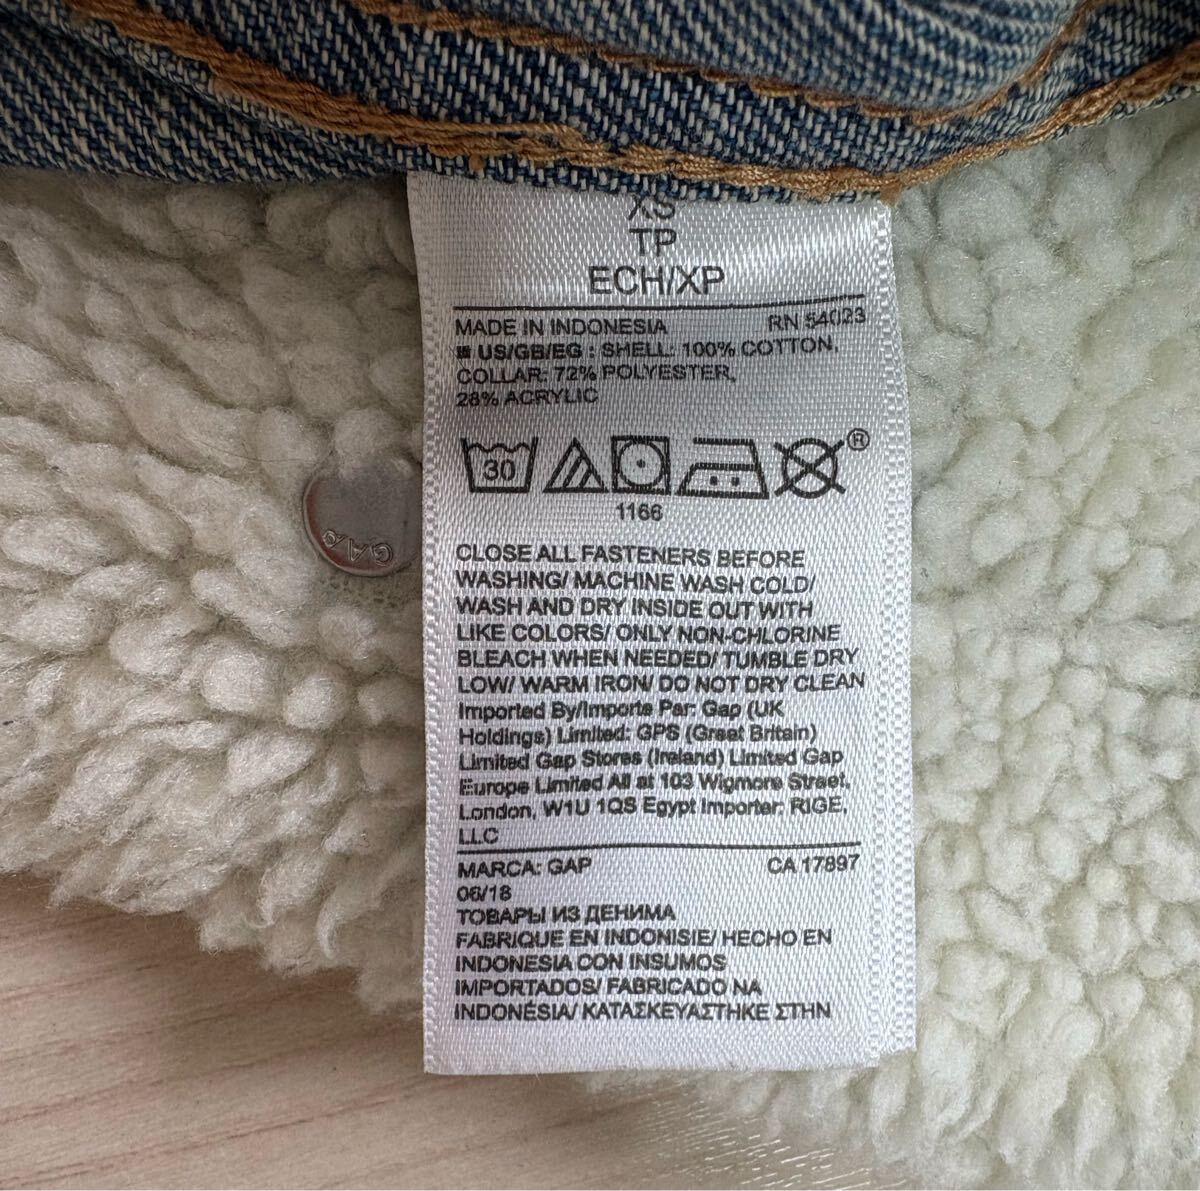 XS
TP
ECH/XP
MADE IN INDONESIA RN 54023
US/GB/EG : SHELL: 100% COTTON,
COLLAR: 72% POLYESTER,
28% ACRYLIC
30 ®
1166
CLOSE ALL FASTENERS BEFORE
WASHING/ MACHINE WASH COLD/
WASH AND DRY INSIDE OUT WITH
LIKE COLORS/ ONLY NON-CHLORINE
BLEACH WHEN NEEDED/ TUMBLE DRY
LOW/ WARM IRON/ DO NOT DRY CLEAN
Imported By/Importe Par: Gap (UK
Holdings) Limited: GPS (Great Britain)
Limited Gap Stores (Ireland) Limited Gap
Europe Limited All at 103 Wigmore Street,
London, W1U 1QS Egypt Importer: RIGE,
LLC
MARCA: GAP CA 17897
06/18
ТОВАРЫ ИЗ ДЕНИМА
FABRIQUE EN INDONISIE/ HECHO EN
INDONESIA CON INSUMOS
IMPORTADOS/ FABRICADO NA
INDONÉSIA/ ΚΑΤΑΣΚΕΥΑΣΤΗΚΕ ΣΤΗΝ
GAP